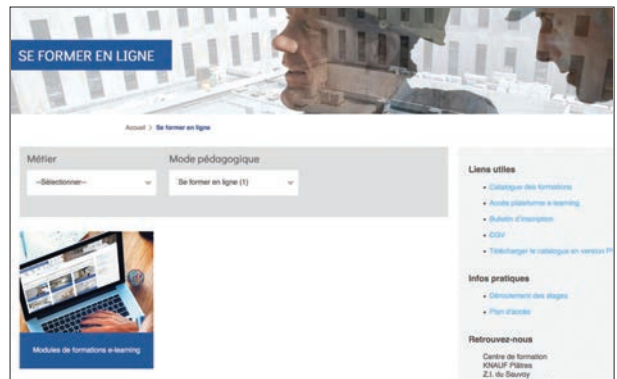 SE FORMER EN LIGNE
Accueil > Se former en ligne
Métier
--Sélectionner--
Mode pédagogique
Se former en ligne (1)
Modules de formations e-learning
Liens utiles
• Catalogue des formations
• Accès plateforme e-learning
• Bulletin d'inscription
• CGV
• Télécharger le catalogue en version P
Infos pratiques
• Déroulement des stages
• Plan d'accès
Retrouvez-nous
Centre de formation
KNAUF Plâtres
Z.I. du Sauvoy